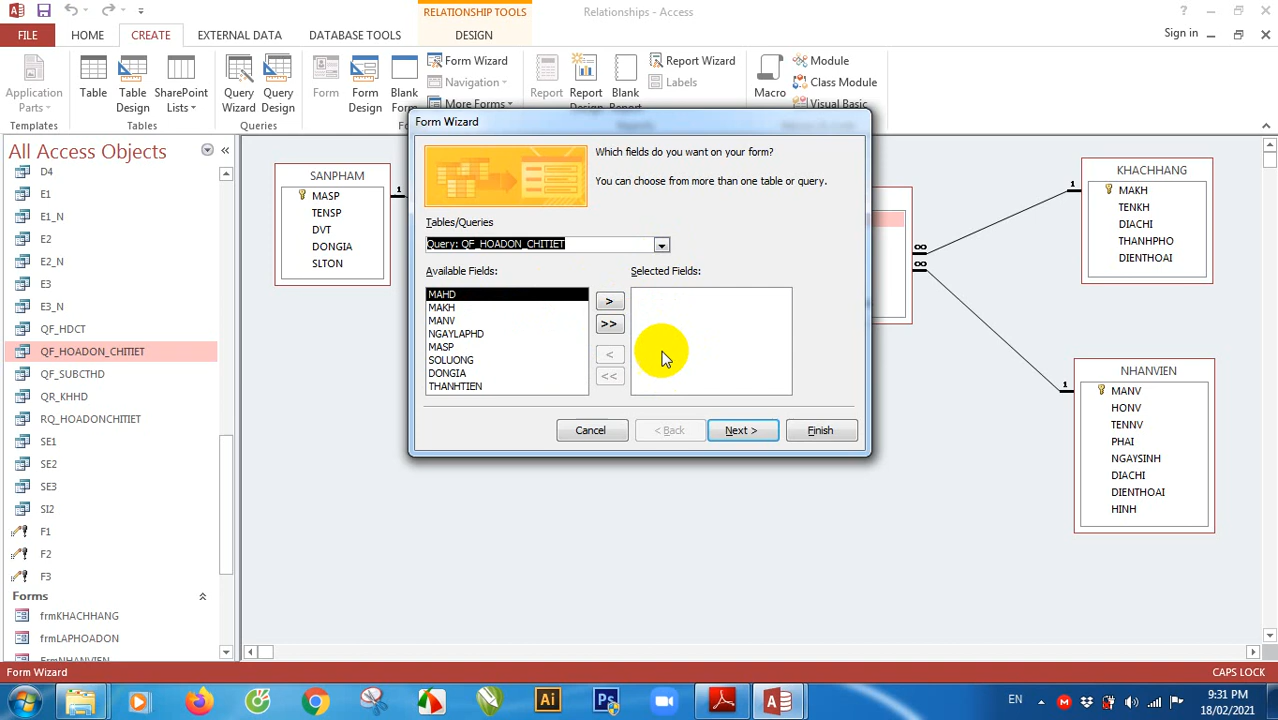 RELATIONSHIP TOOLS
Relationships - Access
FILE
HOME
CREATE
EXTERNAL DATA
DATABASE TOOLS
DESIGN
Sign in
Application Parts
Table
Table Design
SharePoint Lists
Query Wizard
Query Design
Form
Form Design
Blank Form
Form Wizard
Navigation
More Forms
Report
Report Design
Blank Report
Report Wizard
Labels
Macro
Module
Class Module
Visual Basic
Templates
Tables
Queries
All Access Objects
D4
E1
E1_N
E2
E2_N
E3
E3_N
QF_HDCT
QF_HOADON_CHITIET
QF_SUBCTHD
QR_KHHD
RQ_HOADONCHITIET
SE1
SE2
SE3
SI2
F1
F2
F3
Forms
frmKHACHHANG
frmLAPHOADON
FrmNHANVIEN
SANPHAM
MASP
TENSP
DVT
DONGIA
SLTON
1
Form Wizard
Which fields do you want on your form?
You can choose from more than one table or query.
Tables/Queries
Query: QF_HOADON_CHITIET
Available Fields:
Selected Fields:
MAHD
MAKH
MANV
NGAYLAPHD
MASP
SOLUONG
DONGIA
THANHTIEN
>
>>
<
<<
Cancel
< Back
Next >
Finish
∞
∞
1
KHACHHANG
MAKH
TENKH
DIACHI
THANHPHO
DIENTHOAI
1
NHANVIEN
MANV
HONV
TENNV
PHAI
NGAYSINH
DIACHI
DIENTHOAI
HINH
Form Wizard
CAPS LOCK
EN
9:31 PM
18/02/2021